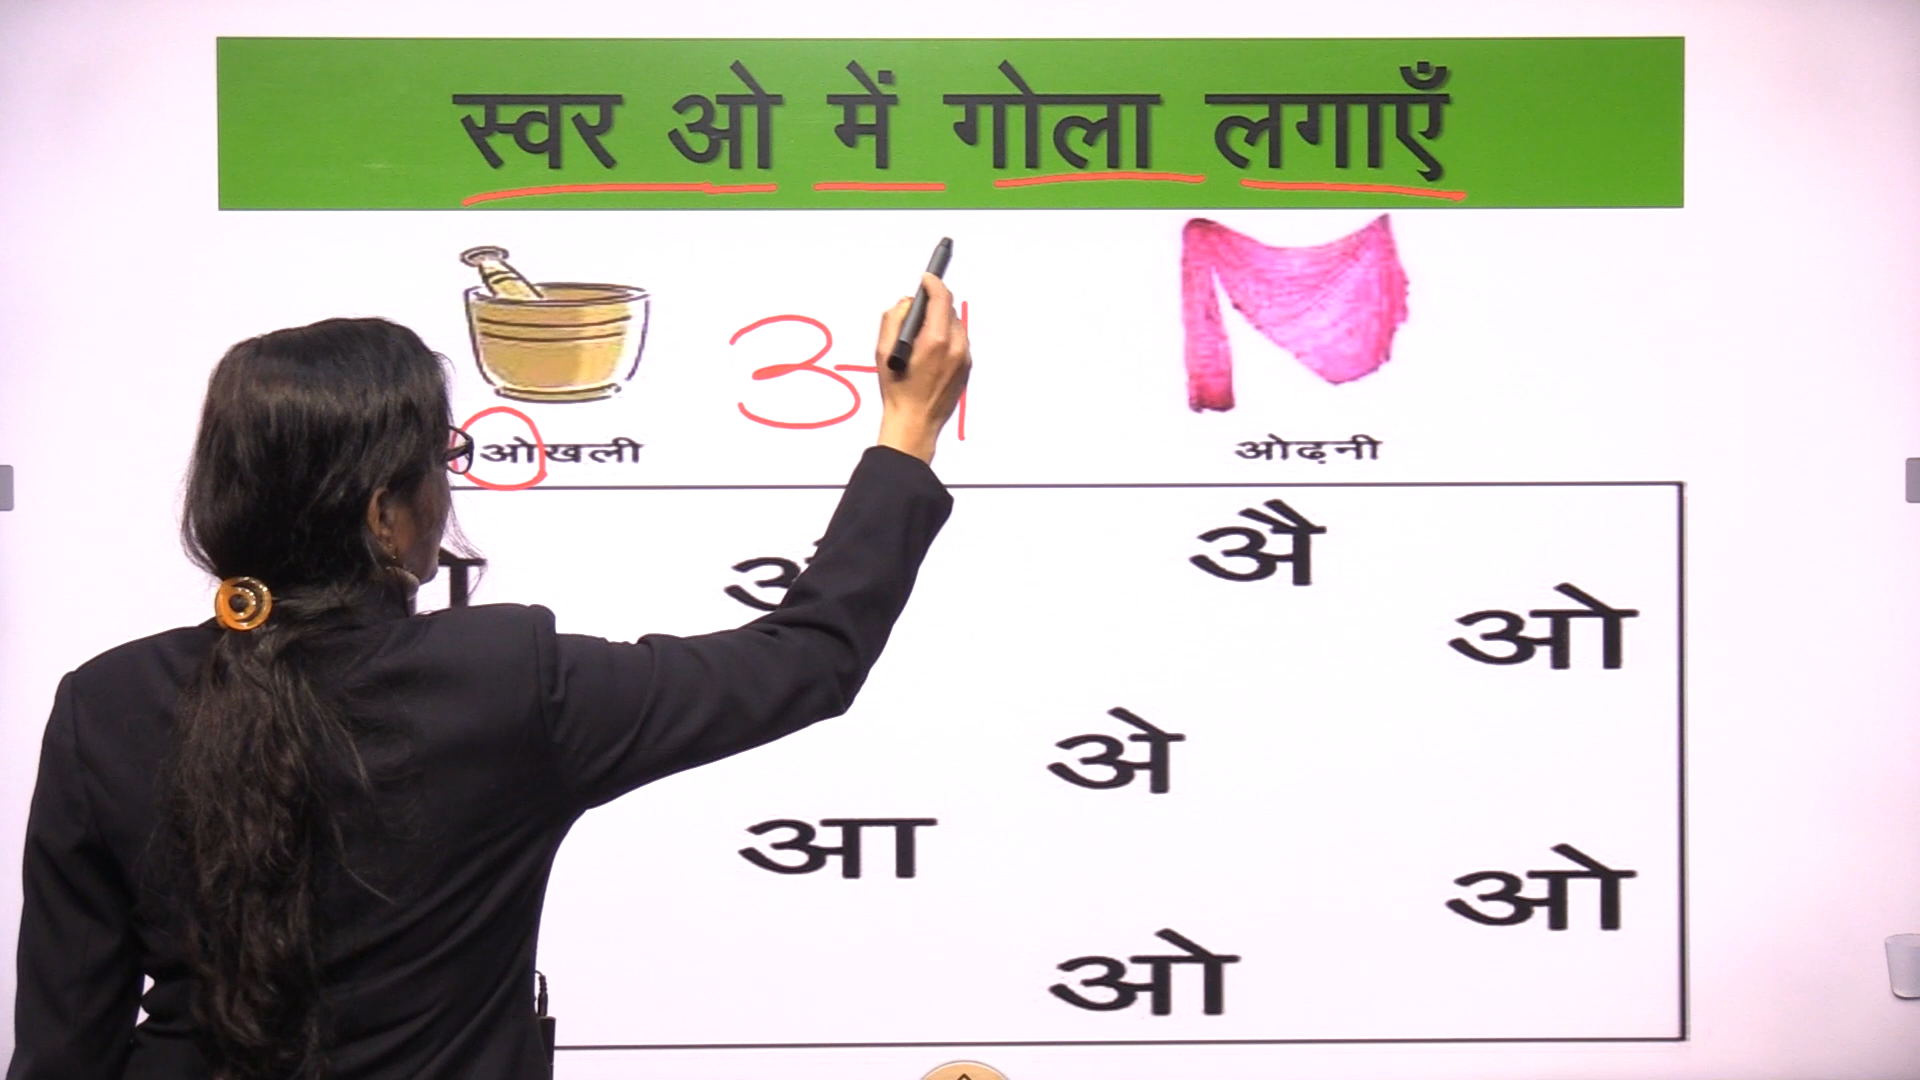 स्वर ओ में गोला लगाएँ
ओखली ओढ़नी
अै
ओ
अे
आ
ओ
ओ